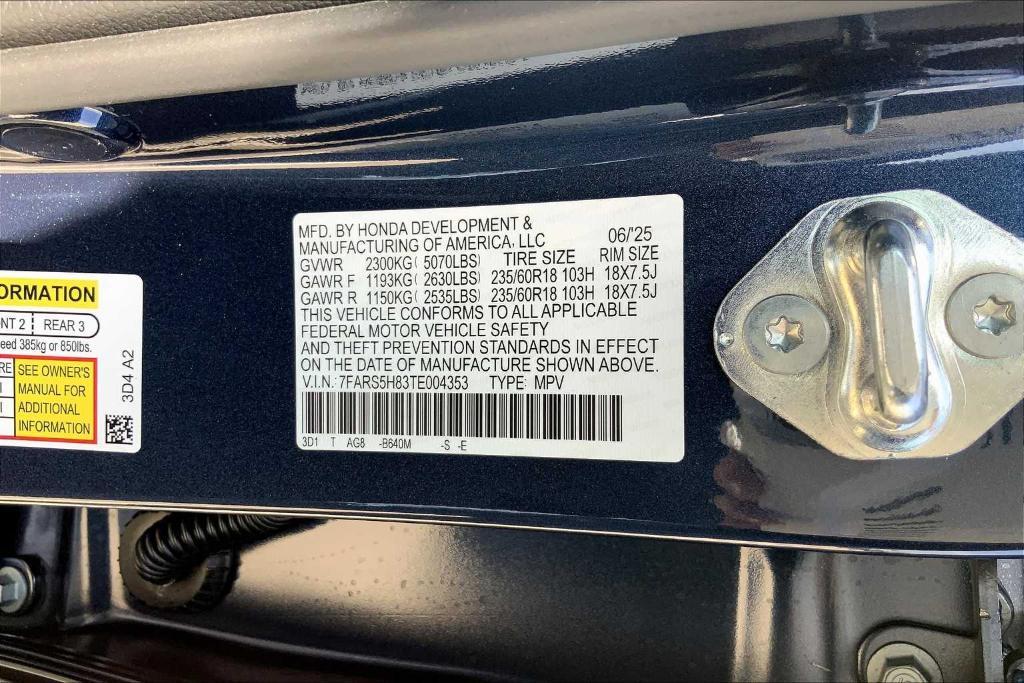 ORMATION
NT 2 REAR 3
eed 385kg or 850lbs.
RE
SEE OWNER'S
MANUAL FOR
ADDITIONAL
INFORMATION
3D4 A2
MFD. BY HONDA DEVELOPMENT &
MANUFACTURING OF AMERICA, LLC 06/'25
GVWR 2300KG( 5070LBS) TIRE SIZE RIM SIZE
GAWR F 1193KG( 2630LBS) 235/60R18 103H 18X7.5J
GAWR R 1150KG( 2535LBS) 235/60R18 103H 18X7.5J
THIS VEHICLE CONFORMS TO ALL APPLICABLE
FEDERAL MOTOR VEHICLE SAFETY
AND THEFT PREVENTION STANDARDS IN EFFECT
ON THE DATE OF MANUFACTURE SHOWN ABOVE.
V.I.N.: 7FARS5H83TE004353 TYPE: MPV
3D1 T AG8 -B640M -S -E